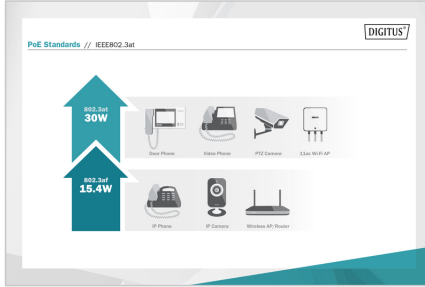 DIGITUS®
PoE Standards // IEEE802.3at
802.3at
30W
Door Phone Video Phone PTZ Camera 11ac Wi-Fi AP
802.3af
15.4W
IP Phone IP Camera Wireless AP/Router